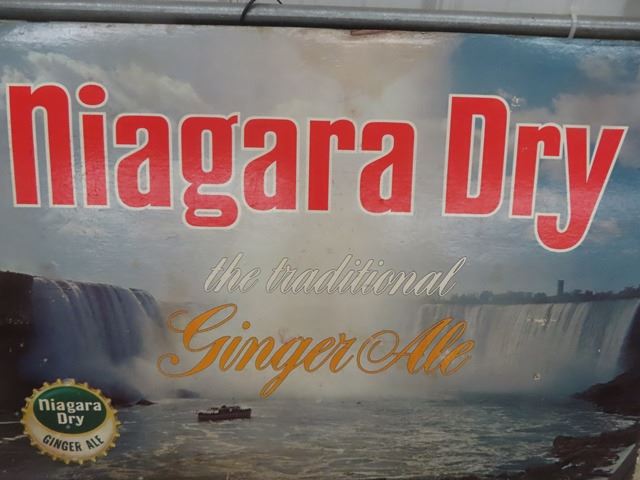 Niagara Dry
the traditional
Ginger Ale
Niagara
Dry
GINGER ALE